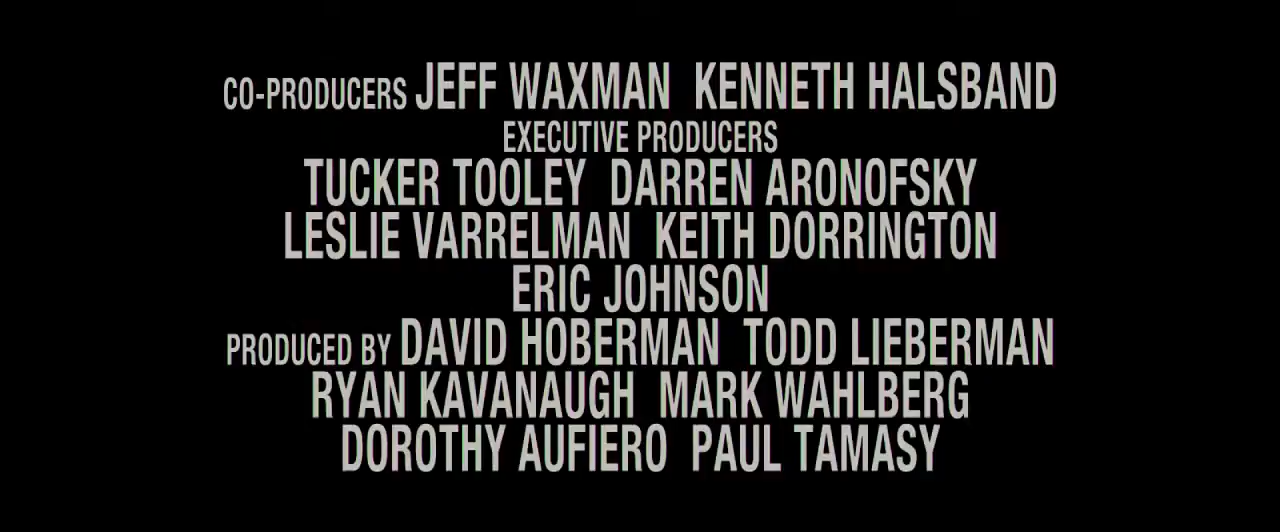 CO-PRODUCERS JEFF WAXMAN KENNETH HALSBAND
EXECUTIVE PRODUCERS
TUCKER TOOLEY DARREN ARONOFSKY
LESLIE VARRELMAN KEITH DORRINGTON
ERIC JOHNSON
PRODUCED BY DAVID HOBERMAN TODD LIEBERMAN
RYAN KAVANAUGH MARK WAHLBERG
DOROTHY AUFIERO PAUL TAMASY